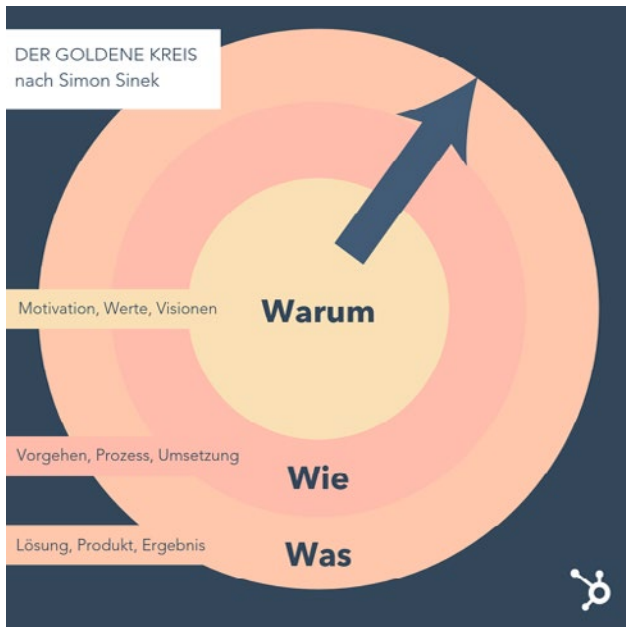 DER GOLDENE KREIS
nach Simon Sinek
Motivation, Werte, Visionen
Warum
Vorgehen, Prozess, Umsetzung
Wie
Lösung, Produkt, Ergebnis
Was